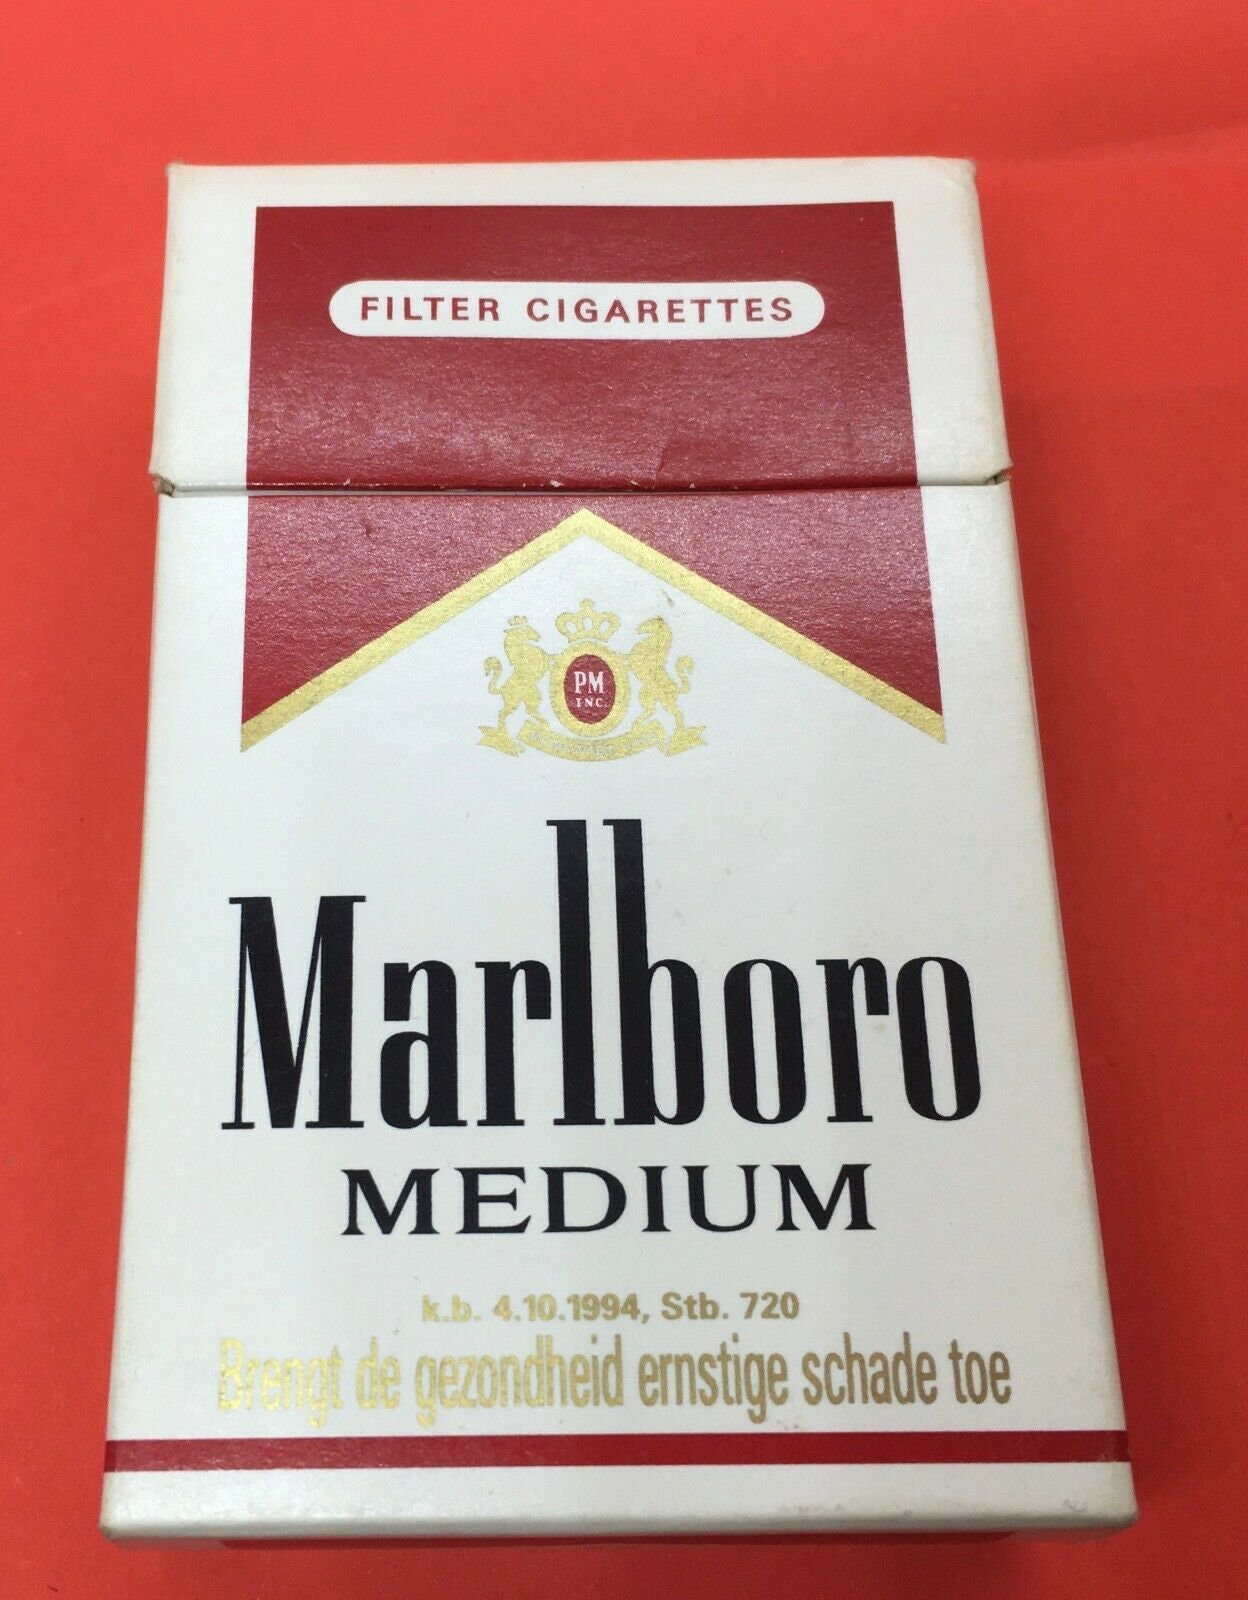 FILTER CIGARETTES
PM
INC.
Marlboro
MEDIUM
k.b. 4.10.1994, Stb. 720
Brengt de gezondheid ernstige schade toe